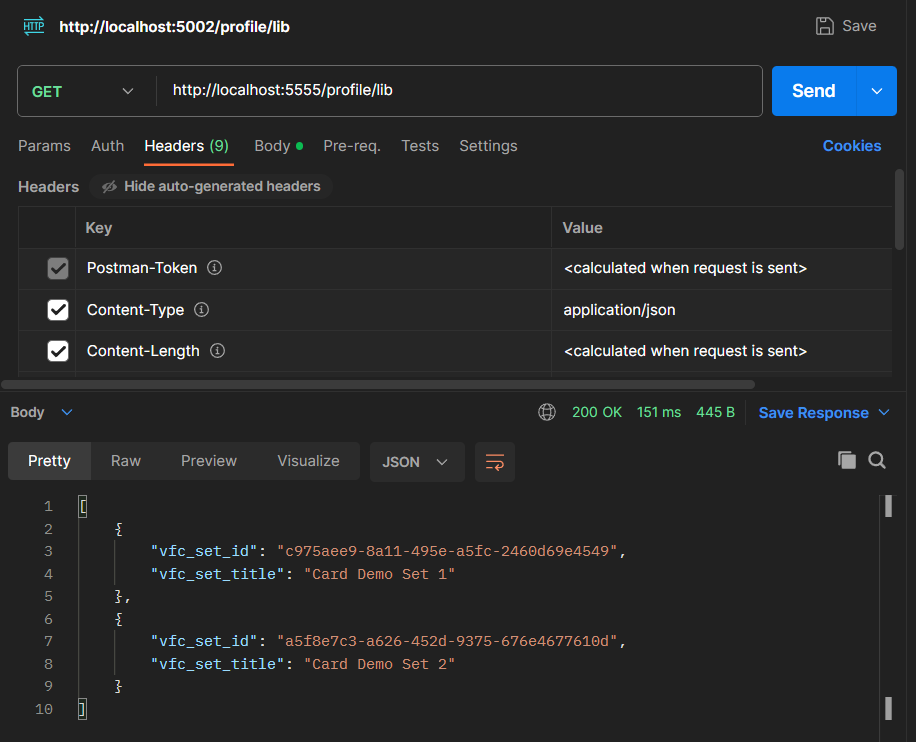 HTTP http://localhost:5002/profile/lib Save
GET http://localhost:5555/profile/lib Send
Params Auth Headers (9) Body Pre-req. Tests Settings Cookies
Headers Hide auto-generated headers
Key Value
Postman-Token <calculated when request is sent>
Content-Type application/json
Content-Length <calculated when request is sent>
Body 200 OK 151 ms 445 B Save Response
Pretty Raw Preview Visualize JSON
1 [
2 {
3 "vfc_set_id": "c975aee9-8a11-495e-a5fc-2460d69e4549",
4 "vfc_set_title": "Card Demo Set 1"
5 },
6 {
7 "vfc_set_id": "a5f8e7c3-a626-452d-9375-676e4677610d",
8 "vfc_set_title": "Card Demo Set 2"
9 }
10 ]